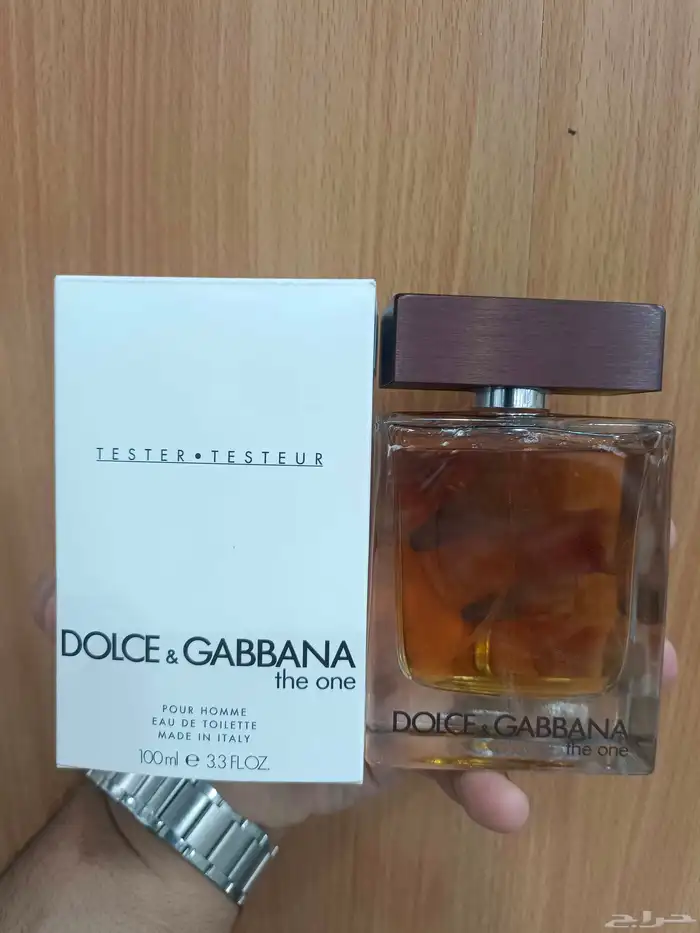 TESTER•TESTEUR
DOLCE & GABBANA
the one
POUR HOMME
EAU DE TOILETTE
MADE IN ITALY
100ml ℮ 3.3 FL.OZ.
DOLCE & GABBANA
the one
حراج